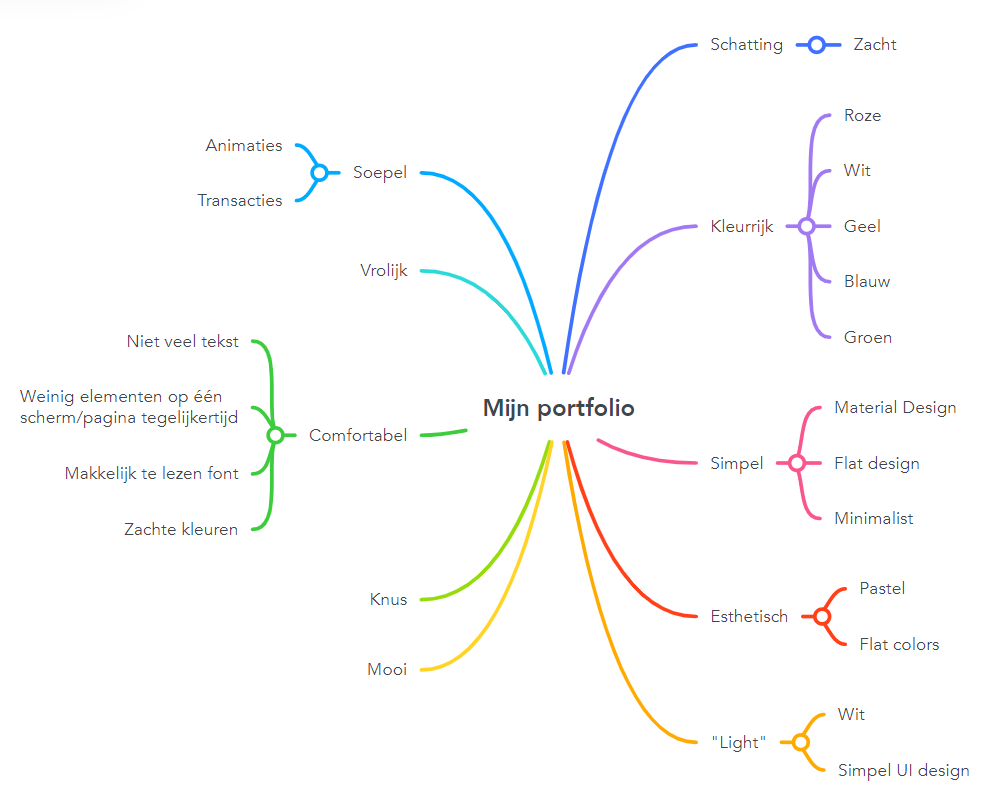 Mijn portfolio
Schatting
Zacht
Kleurrijk
Roze
Wit
Geel
Blauw
Groen
Simpel
Material Design
Flat design
Minimalist
Esthetisch
Pastel
Flat colors
"Light"
Wit
Simpel UI design
Soepel
Animaties
Transacties
Vrolijk
Comfortabel
Niet veel tekst
Weinig elementen op één
scherm/pagina tegelijkertijd
Makkelijk te lezen font
Zachte kleuren
Knus
Mooi